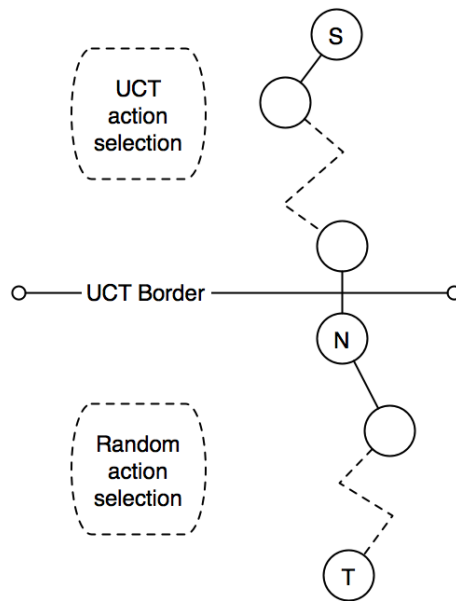 S
UCT
action
selection
UCT Border
N
Random
action
selection
T